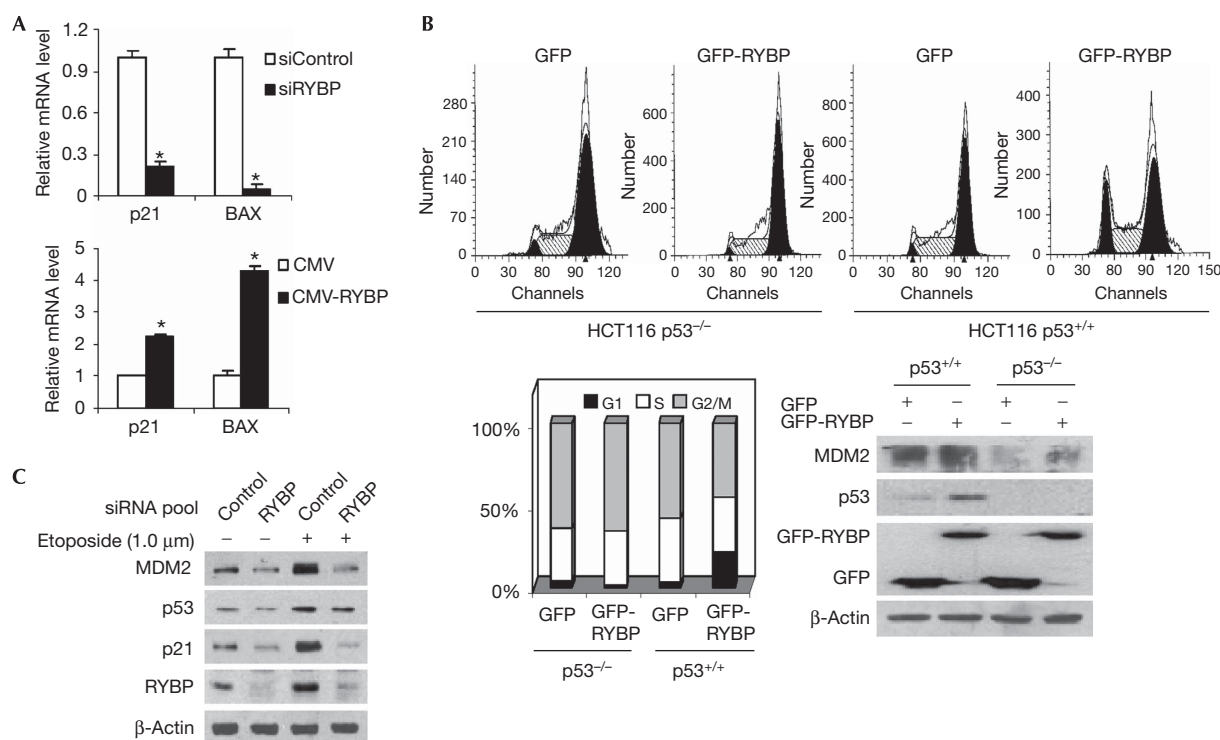 A
Relative mRNA level
1.2
0.9
0.6
0.3
0
siControl
siRYBP
*
*
p21
BAX
Relative mRNA level
5
4
3
2
1
0
CMV
CMV-RYBP
*
*
p21
BAX
B
GFP
GFP-RYBP
GFP
GFP-RYBP
Number
280
210
140
70
0
0 30 60 90 120
Channels
Number
600
400
200
0
0 30 80 90 120
Channels
Number
800
600
400
200
0
0 30 80 90 120
Channels
Number
400
300
200
100
0
0 30 80 90 120 150
Channels
HCT116 p53−/−
HCT116 p53+/+
G1 S G2/M
100%
50%
0%
GFP
GFP-RYBP
GFP
GFP-RYBP
p53−/−
p53+/+
p53+/+ p53−/−
GFP + − + −
GFP-RYBP − + − +
MDM2
p53
GFP-RYBP
GFP
β-Actin
C
siRNA pool Control RYBP Control RYBP
Etoposide (1.0 μm) − − + +
MDM2
p53
p21
RYBP
β-Actin